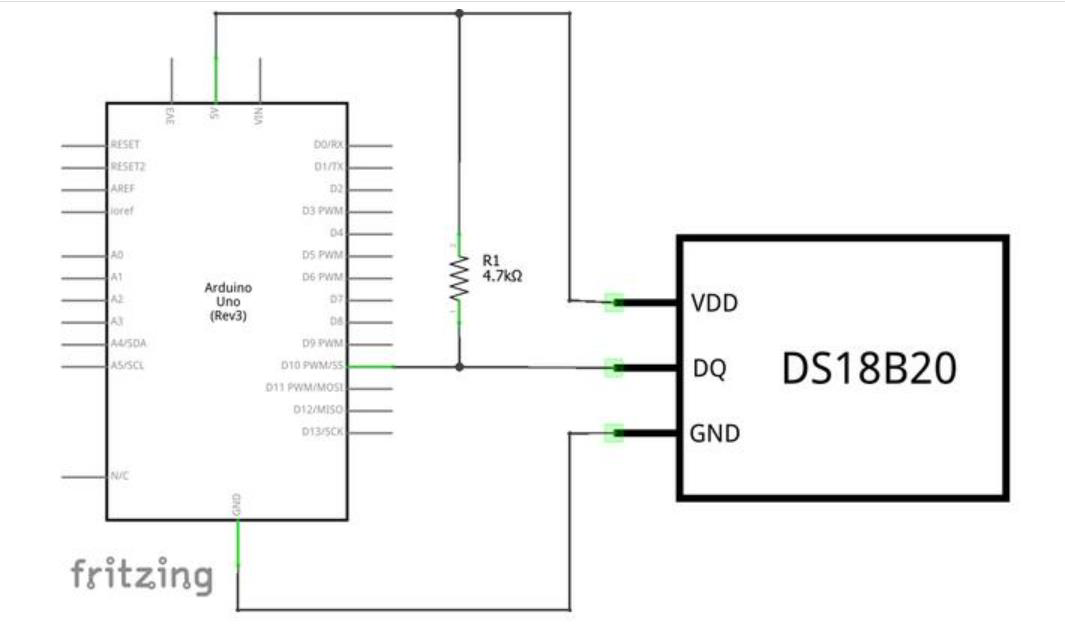 3V3
5V
VIN
RESET
RESET2
AREF
ioref
A0
A1
A2
A3
A4/SDA
A5/SCL
N/C
Arduino
Uno
(Rev3)
D0/RX
D1/TX
D2
D3 PWM
D4
D5 PWM
D6 PWM
D7
D8
D9 PWM
D10 PWM/SS
D11 PWM/MOSI
D12/MISO
D13/SCK
GND
2
R1
4.7kΩ
1
VDD
DQ
GND
DS18B20
fritzing